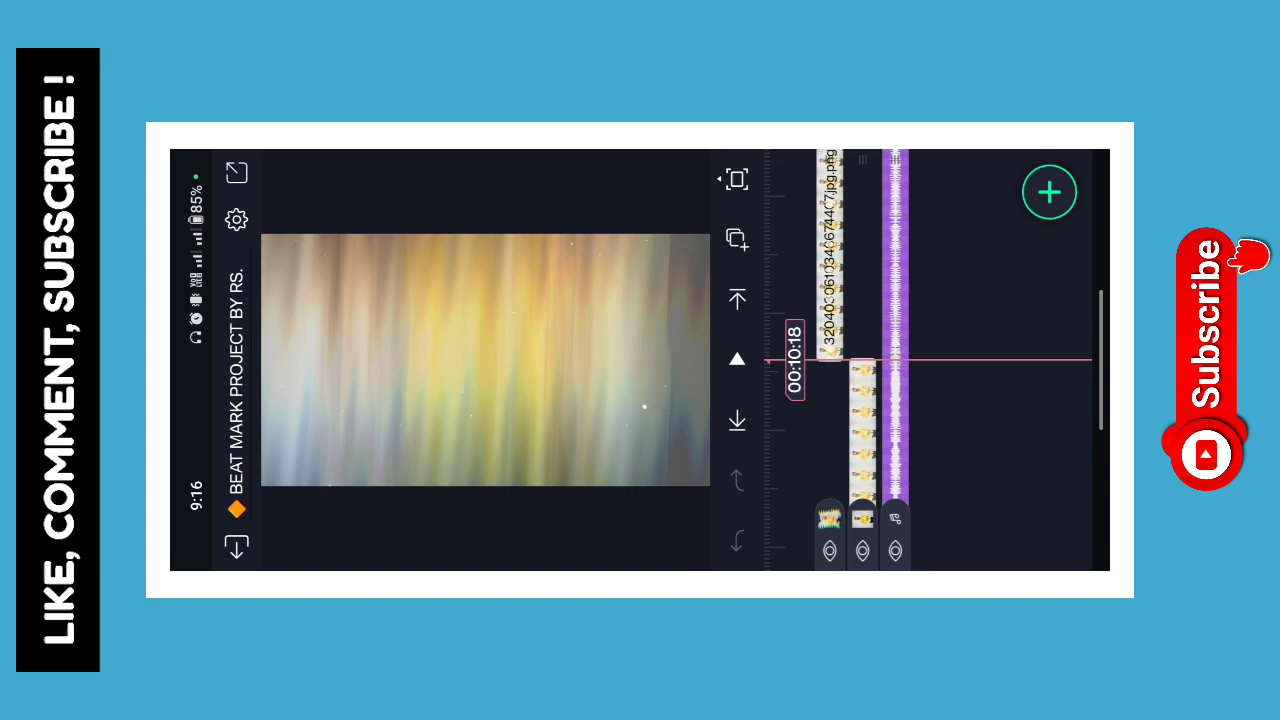 LIKE, COMMENT, SUBSCRIBE !
9:16
85%
🔶 BEAT MARK PROJECT BY RS.
00:10:18
Subscribe